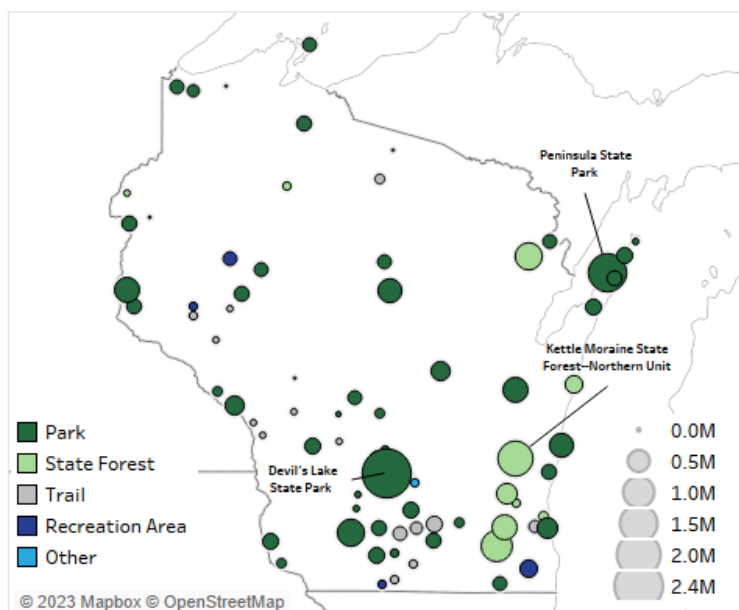 Peninsula State
Park
Kettle Moraine State
Forest--Northern Unit
Devil's Lake
State Park
Park
State Forest
Trail
Recreation Area
Other
0.0M
0.5M
1.0M
1.5M
2.0M
2.4M
© 2023 Mapbox © OpenStreetMap